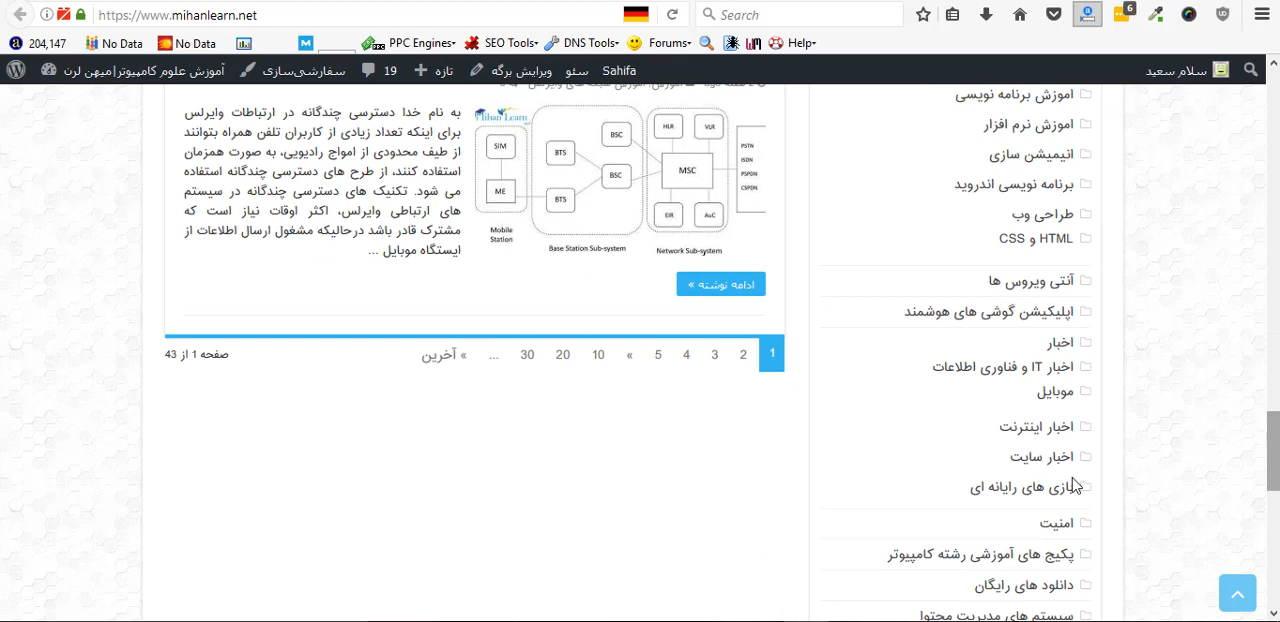 https://www.mihanlearn.net
Search
6
204,147
No Data
No Data
PPC Engines
SEO Tools
DNS Tools
Forums
Help
آموزش علوم کامپیوتر|میهن لرن
سفارشی‌سازی
19
تازه
ویرایش برگه
سئو
Sahifa
سلام سعید
به نام خدا دسترسی چندگانه در ارتباطات وایرلس
برای اینکه تعداد زیادی از کاربران تلفن همراه بتوانند
از طیف محدودی از امواج رادیویی، به صورت همزمان
استفاده کنند، از طرح های دسترسی چندگانه استفاده
می شود. تکنیک های دسترسی چندگانه در سیستم
های ارتباطی وایرلس، اکثر اوقات نیاز است که
مشترک قادر باشد درحالیکه مشغول ارسال اطلاعات از
ایستگاه موبایل ...
Mihan Learn
SIM
ME
Mobile
Station
BTS
BTS
BSC
BSC
Base Station Sub-system
HLR
VLR
MSC
EIR
AuC
Network Sub-system
PSTN
ISDN
PSPDN
CSPDN
ادامه نوشته »
1
2
3
4
5
»
10
20
30
...
» آخرین
صفحه 1 از 43
اموزش برنامه نویسی
اموزش نرم افزار
انیمیشن سازی
برنامه نویسی اندروید
طراحی وب
HTML و CSS
آنتی ویروس ها
اپلیکیشن گوشی های هوشمند
اخبار
اخبار IT و فناوری اطلاعات
موبایل
اخبار اینترنت
اخبار سایت
بازی های رایانه ای
امنیت
پکیج های آموزشی رشته کامپیوتر
دانلود های رایگان
سیستم های مدیریت محتوا